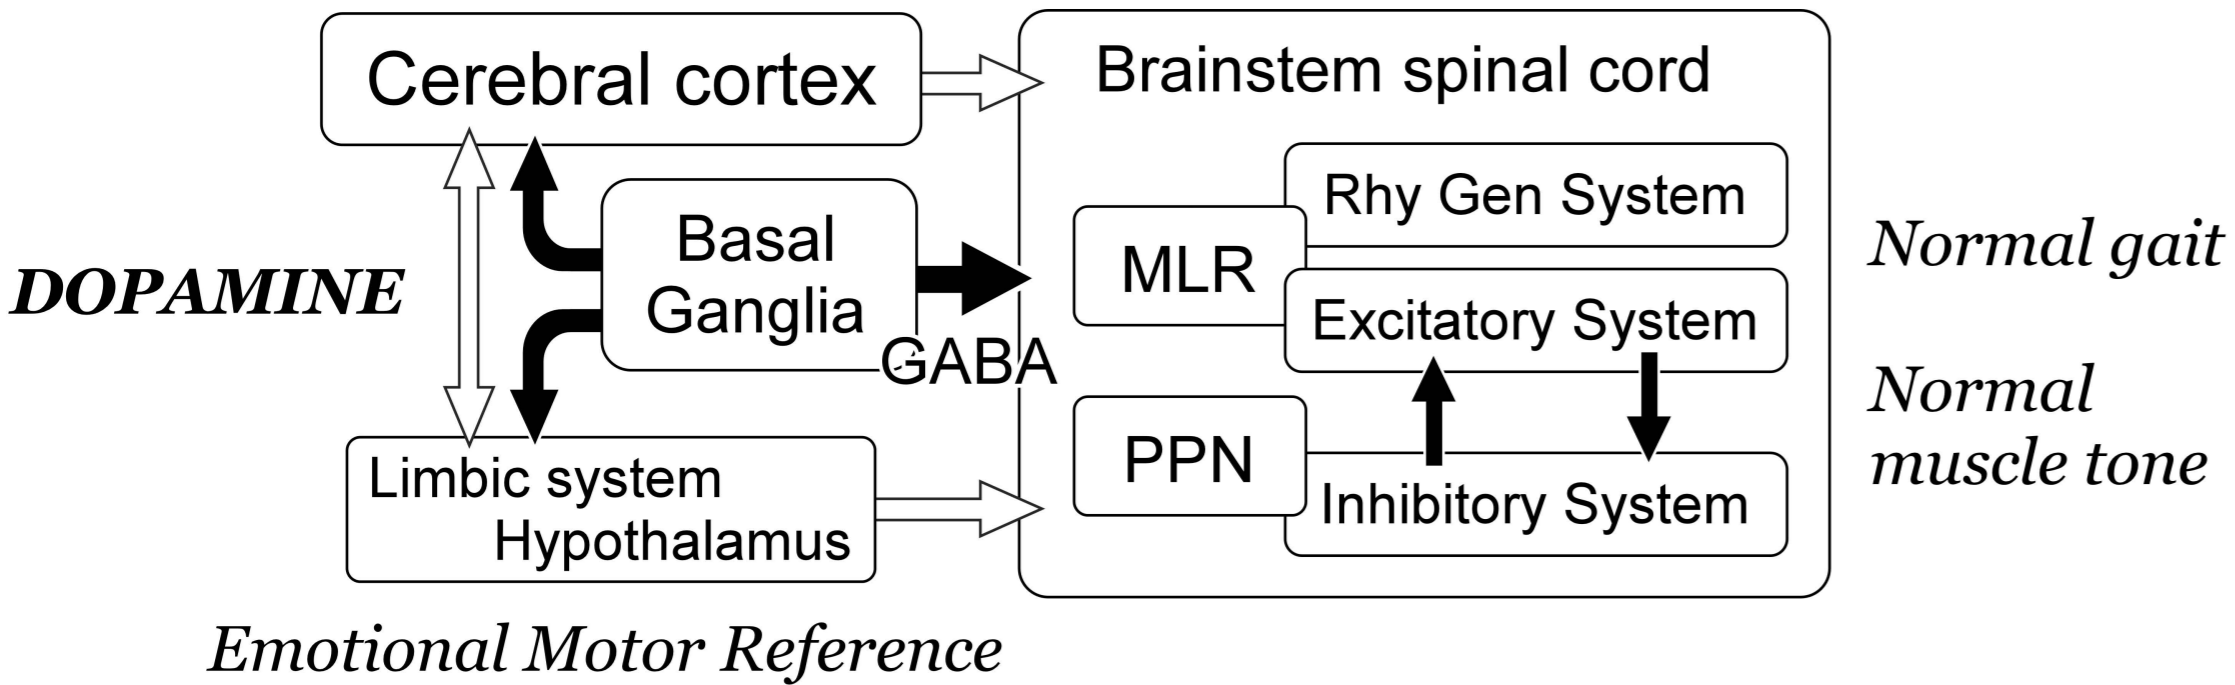 Cerebral cortex
Brainstem spinal cord
Rhy Gen System
MLR
Excitatory System
Basal
Ganglia
GABA
DOPAMINE
PPN
Inhibitory System
Limbic system
Hypothalamus
Normal gait
Normal
muscle tone
Emotional Motor Reference